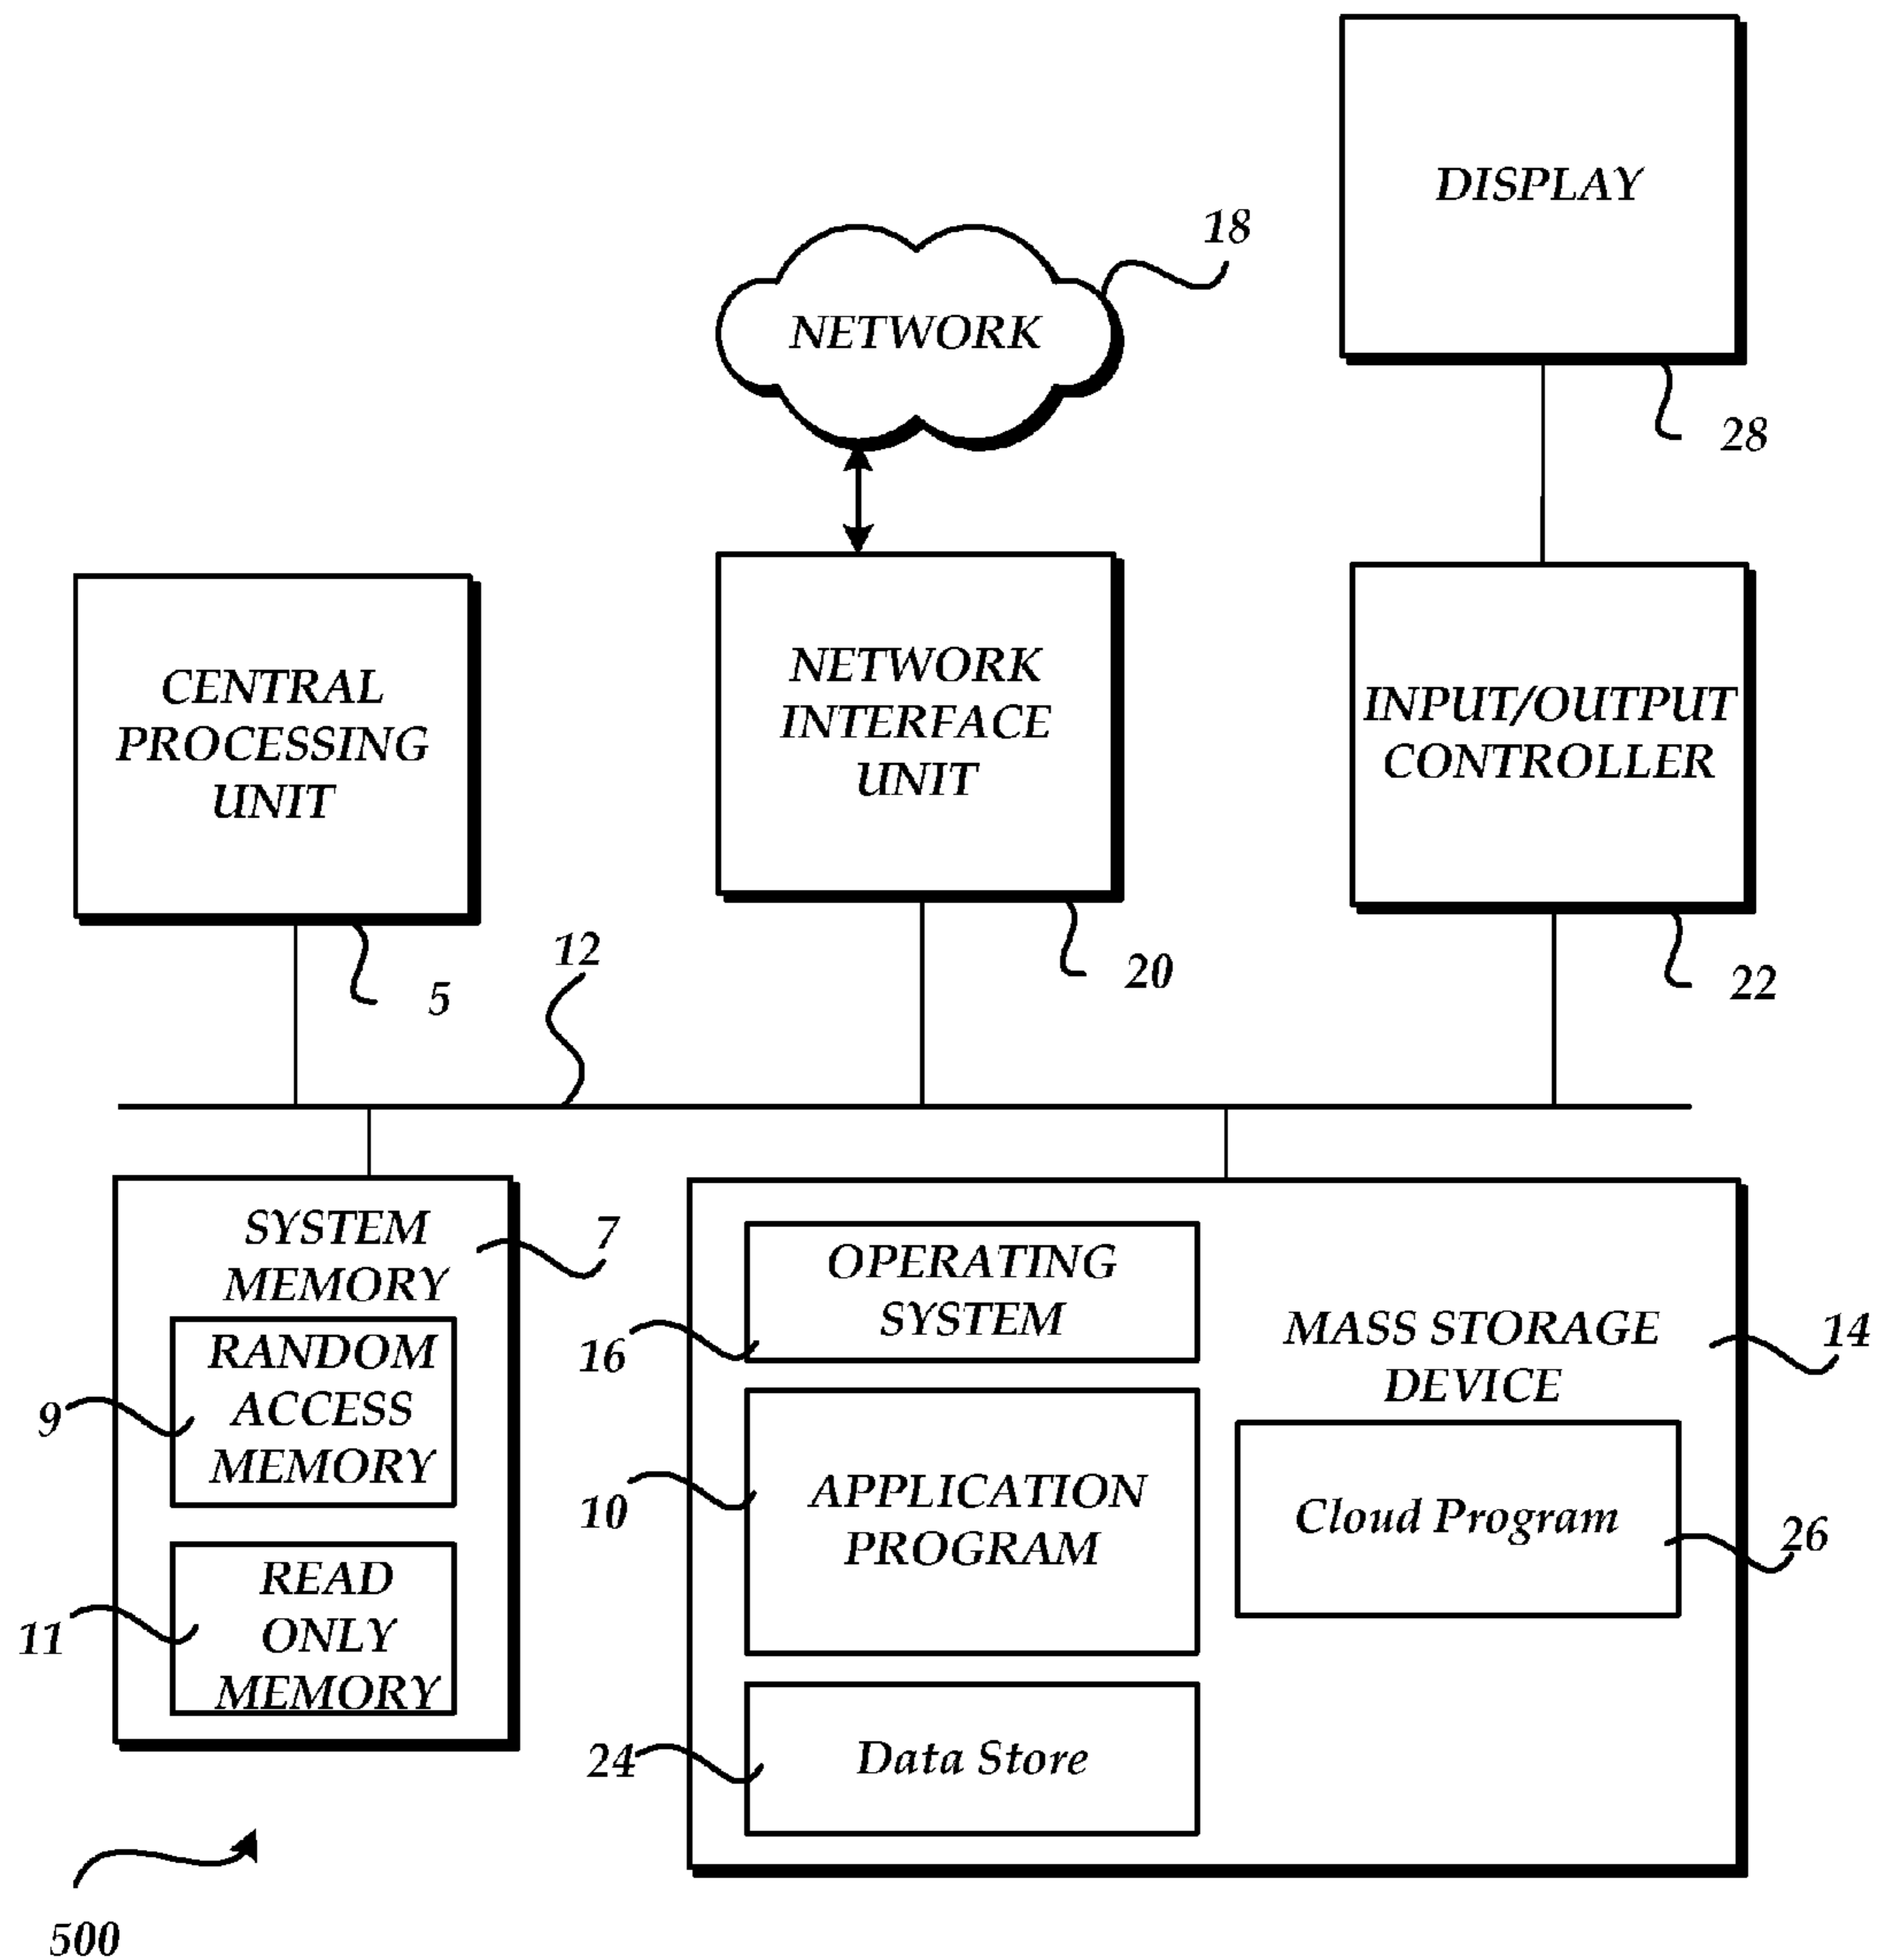 DISPLAY
28
18
NETWORK
CENTRAL
PROCESSING
UNIT
5
NETWORK
INTERFACE
UNIT
20
INPUT/OUTPUT
CONTROLLER
22
12
SYSTEM
MEMORY
7
RANDOM
ACCESS
MEMORY
9
READ
ONLY
MEMORY
11
OPERATING
SYSTEM
16
MASS STORAGE
DEVICE
14
APPLICATION
PROGRAM
10
Cloud Program
26
Data Store
24
500